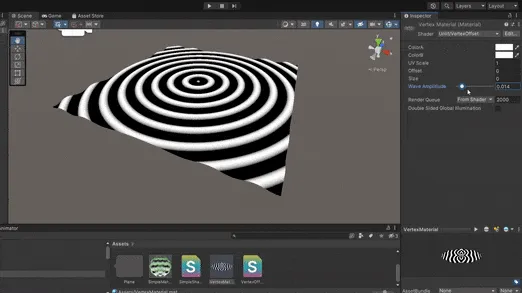 Layers
Layout
Scene
Game
Asset Store
Inspector
Vertex Material (Material)
Shader
Unlit/VertexOffset
Edit...
ColorA
ColorB
UV Scale
1
Offset
0
Size
0
Wave Amplitude
0.014
Render Queue
From Shader
2000
Double Sided Global Illumination
Persp
2D
VertexMaterial
Assets
Plane
SimpleMa...
SimpleSha...
VertexMat...
VertexOff...
AssetBundle
None
None